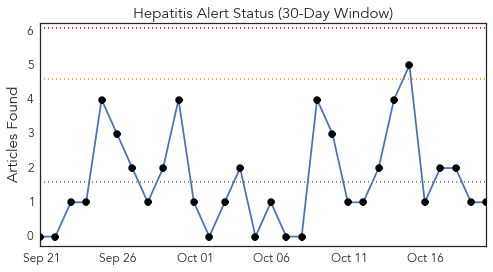 Hepatitis Alert Status (30-Day Window)
Articles Found
6
5
4
3
2
1
0
Sep 21
Sep 26
Oct 01
Oct 06
Oct 11
Oct 16